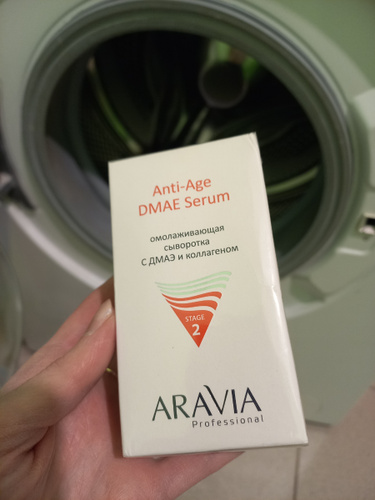 Anti-Age
DMAE Serum
омолаживающая
сыворотка
с ДМАЭ и коллагеном
STAGE
2
ARAVIA
Professional